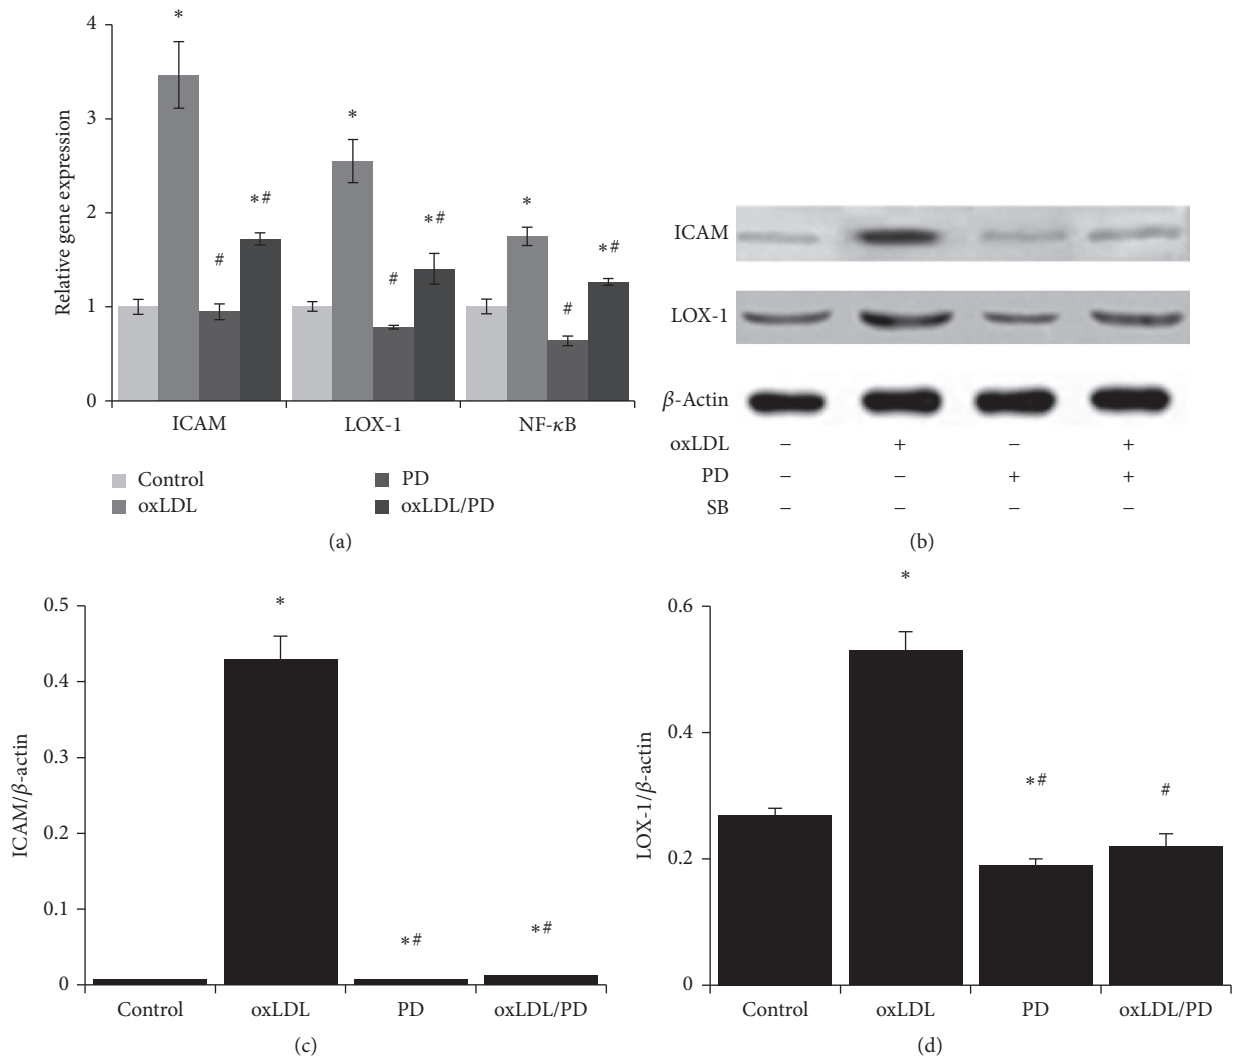 4
3
2
1
0
Relative gene expression
*
#
*#
*
#
*#
*
#
*#
ICAM LOX-1 NF-κB
Control PD
oxLDL oxLDL/PD
(a)
ICAM
LOX-1
β-Actin
oxLDL − + − +
PD − − + +
SB − − − −
(b)
0.5
0.4
0.3
0.2
0.1
0
ICAM/β-actin
*
*#
*#
Control oxLDL PD oxLDL/PD
(c)
0.6
0.4
0.2
0
LOX-1/β-actin
*
*#
#
Control oxLDL PD oxLDL/PD
(d)